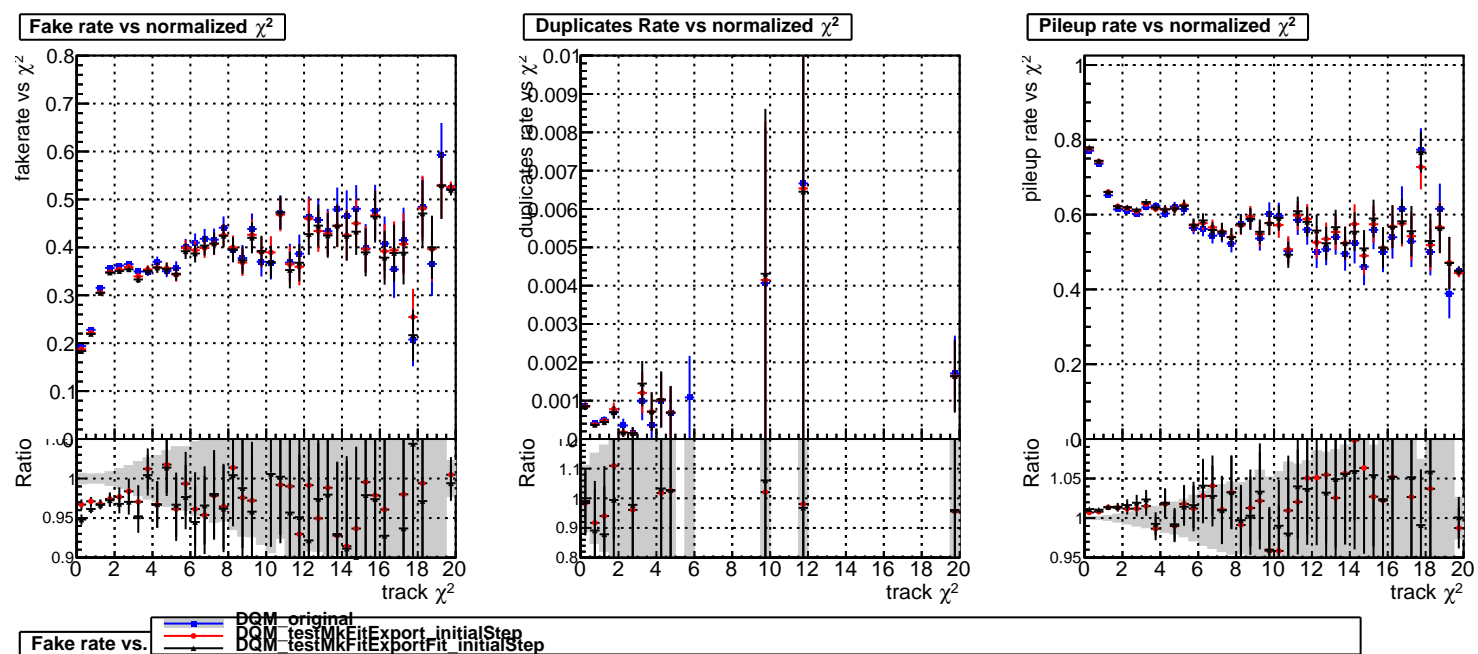 Fake rate vs normalized χ²
Duplicates Rate vs normalized χ²
Pileup rate vs normalized χ²
fakerate vs χ²
0.8
0.7
0.6
0.5
0.4
0.3
0.2
0.1
Ratio
1
0.95
0.9
0 2 4 6 8 10 12 14 16 18 20
track χ²
duplicates rate vs χ²
0.01
0.009
0.008
0.007
0.006
0.005
0.004
0.003
0.002
0.001
0
Ratio
1.1
1
0.9
0.8
0 2 4 6 8 10 12 14 16 18 20
track χ²
pileup rate vs χ²
1
0.8
0.6
0.4
0.2
0
Ratio
1.05
1
0.95
0 2 4 6 8 10 12 14 16 18 20
track χ²
Fake rate vs.
DQM_original
DQM_testMkFitExport_initialStep
DQM_testMkFitExportFit_initialStep